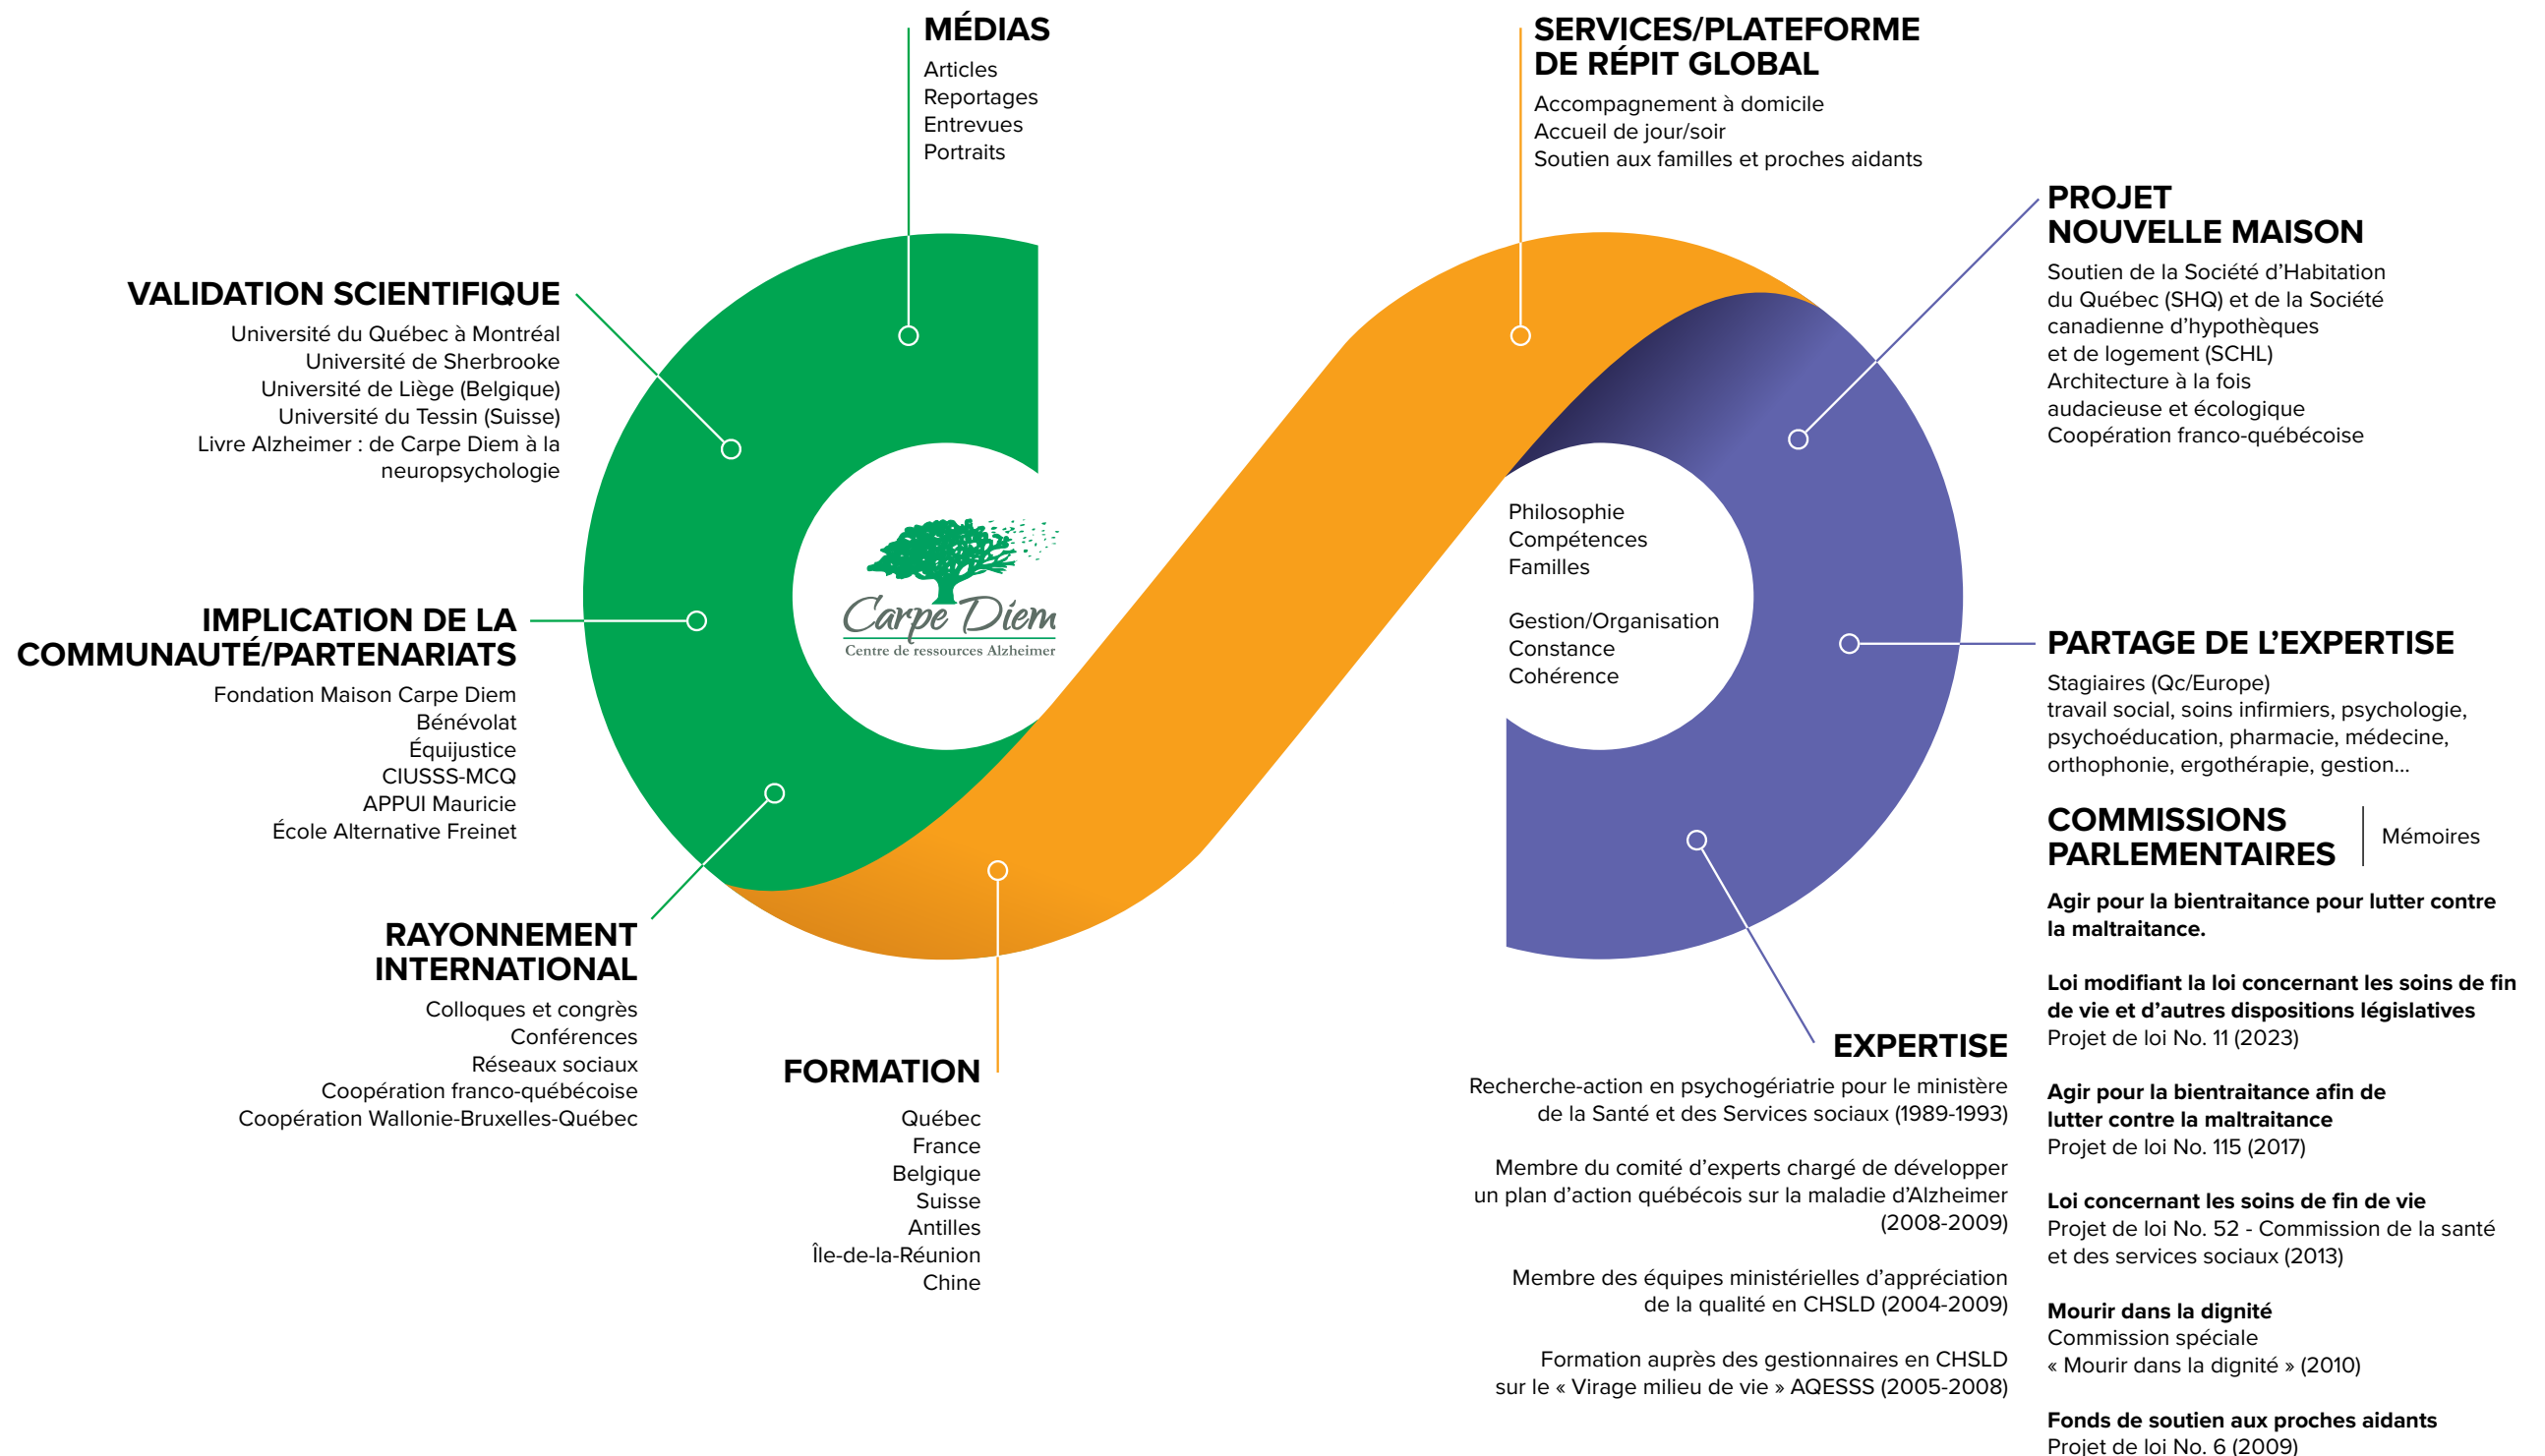 MÉDIAS
Articles
Reportages
Entrevues
Portraits
SERVICES/PLATEFORME
DE RÉPIT GLOBAL
Accompagnement à domicile
Accueil de jour/soir
Soutien aux familles et proches aidants
PROJET
NOUVELLE MAISON
Soutien de la Société d’Habitation
du Québec (SHQ) et de la Société
canadienne d’hypothèques
et de logement (SCHL)
Architecture à la fois
audacieuse et écologique
Coopération franco-québécoise
VALIDATION SCIENTIFIQUE
Université du Québec à Montréal
Université de Sherbrooke
Université de Liège (Belgique)
Université du Tessin (Suisse)
Livre Alzheimer : de Carpe Diem à la
neuropsychologie
Carpe Diem
Centre de ressources Alzheimer
Philosophie
Compétences
Familles
Gestion/Organisation
Constance
Cohérence
IMPLICATION DE LA
COMMUNAUTÉ/PARTENARIATS
Fondation Maison Carpe Diem
Bénévolat
Équijustice
CIUSSS-MCQ
APPUI Mauricie
École Alternative Freinet
PARTAGE DE L’EXPERTISE
Stagiaires (Qc/Europe)
travail social, soins infirmiers, psychologie,
psychoéducation, pharmacie, médecine,
orthophonie, ergothérapie, gestion...
RAYONNEMENT
INTERNATIONAL
Colloques et congrès
Conférences
Réseaux sociaux
Coopération franco-québécoise
Coopération Wallonie-Bruxelles-Québec
FORMATION
Québec
France
Belgique
Suisse
Antilles
Île-de-la-Réunion
Chine
EXPERTISE
Recherche-action en psychogériatrie pour le ministère
de la Santé et des Services sociaux (1989-1993)
Membre du comité d’experts chargé de développer
un plan d’action québécois sur la maladie d’Alzheimer
(2008-2009)
Membre des équipes ministérielles d’appréciation
de la qualité en CHSLD (2004-2009)
Formation auprès des gestionnaires en CHSLD
sur le « Virage milieu de vie » AQESSS (2005-2008)
COMMISSIONS
PARLEMENTAIRES
Mémoires
Agir pour la bientraitance pour lutter contre
la maltraitance.
Loi modifiant la loi concernant les soins de fin
de vie et d’autres dispositions législatives
Projet de loi No. 11 (2023)
Agir pour la bientraitance afin de
lutter contre la maltraitance
Projet de loi No. 115 (2017)
Loi concernant les soins de fin de vie
Projet de loi No. 52 - Commission de la santé
et des services sociaux (2013)
Mourir dans la dignité
Commission spéciale
« Mourir dans la dignité » (2010)
Fonds de soutien aux proches aidants
Projet de loi No. 6 (2009)